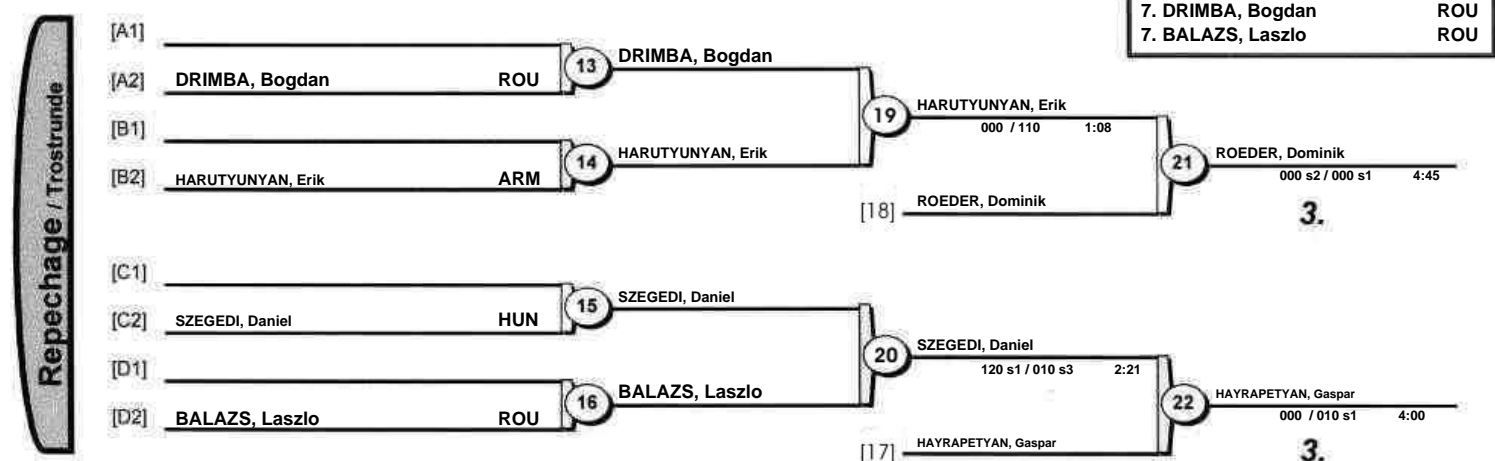 7. DRIMBA, Bogdan ROU
7. BALAZS, Laszlo ROU
Repechage / Trostrunde
[A1]
[A2] DRIMBA, Bogdan ROU
13 DRIMBA, Bogdan
[B1]
[B2] HARUTYUNYAN, Erik ARM
14 HARUTYUNYAN, Erik
19 HARUTYUNYAN, Erik
000 / 110 1:08
[18] ROEDER, Dominik
21 ROEDER, Dominik
000 s2 / 000 s1 4:45
3.
[C1]
[C2] SZEGEDI, Daniel HUN
15 SZEGEDI, Daniel
[D1]
[D2] BALAZS, Laszlo ROU
16 BALAZS, Laszlo
20 SZEGEDI, Daniel
120 s1 / 010 s3 2:21
[17] HAYRAPETYAN, Gaspar
22 HAYRAPETYAN, Gaspar
000 / 010 s1 4:00
3.